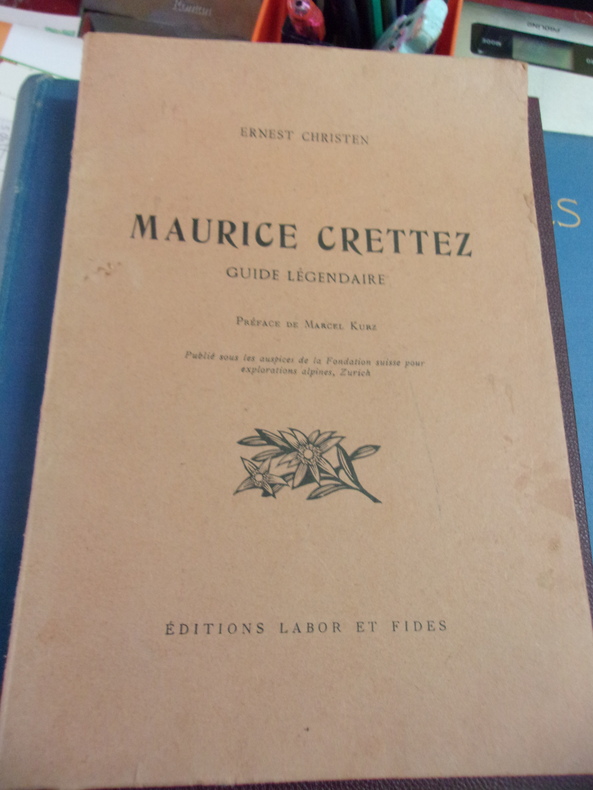 ERNEST CHRISTEN
MAURICE CRETTEZ
GUIDE LÉGENDAIRE
PRÉFACE DE MARCEL KURZ
Publié sous les auspices de la Fondation suisse pour
explorations alpines, Zurich
ÉDITIONS LABOR ET FIDES